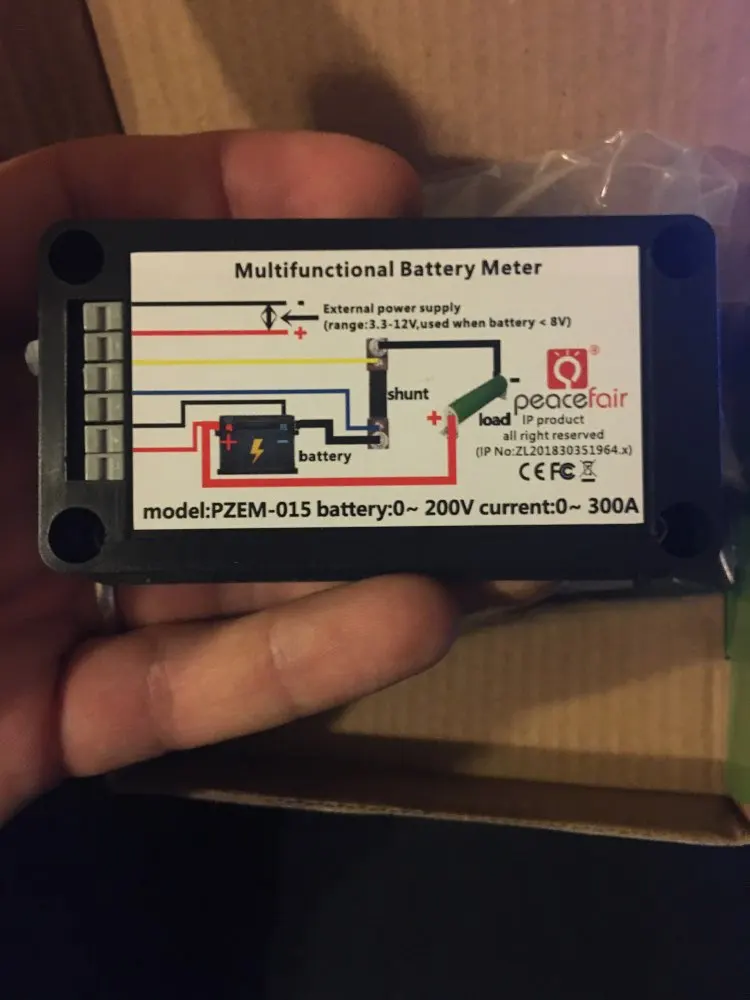 Multifunctional Battery Meter
-
External power supply
+
(range:3.3-12V,used when battery < 8V)
shunt
-
+
load
®
peacefair
IP product
all right reserved
(IP No:ZL201830351964.x)
+
-
battery
CE FC
model:PZEM-015 battery:0~ 200V current:0~ 300A